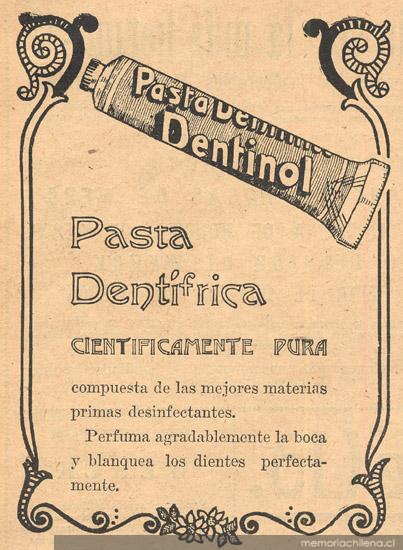 Pasta Dentifrica
Dentinol
Pasta
Dentífrica
CIENTIFICAMENTE PURA
compuesta de las mejores materias
primas desinfectantes.
Perfuma agradablemente la boca
y blanquea los dientes perfecta-
mente.
memoriachilena.cl